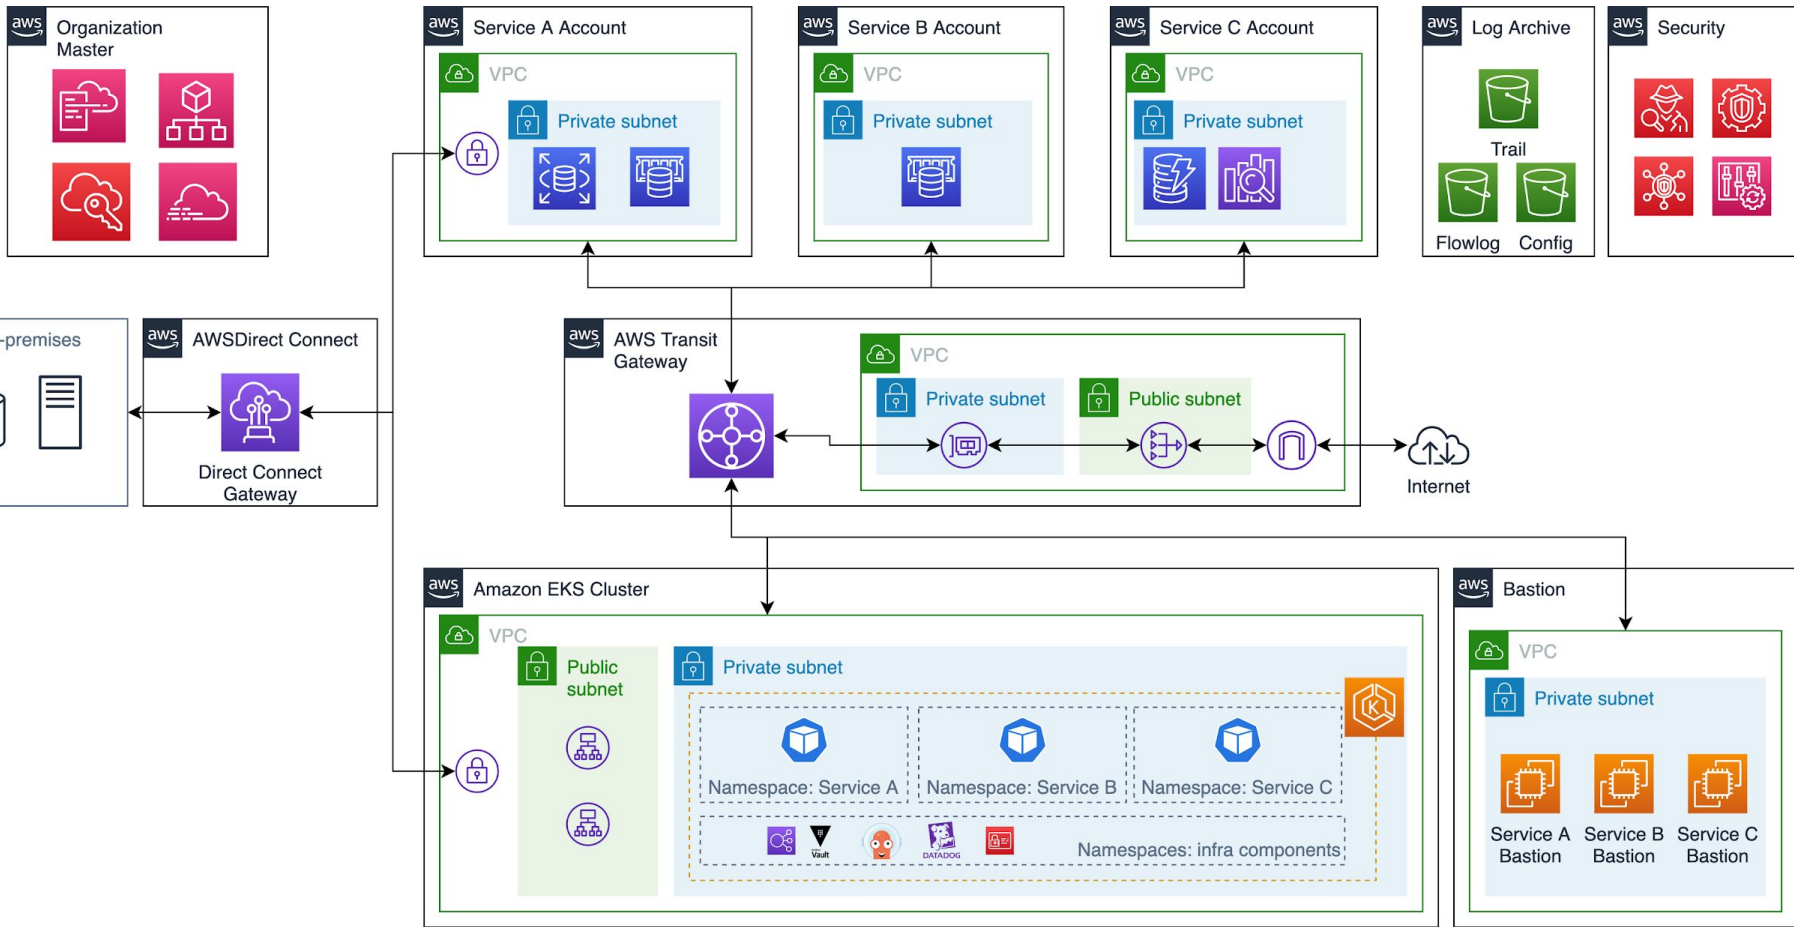 aws
Organization
Master
aws
Service A Account
VPC
Private subnet
aws
Service B Account
VPC
Private subnet
aws
Service C Account
VPC
Private subnet
aws
Log Archive
Trail
Flowlog
Config
aws
Security
-premises
aws
AWSDirect Connect
Direct Connect
Gateway
aws
AWS Transit
Gateway
VPC
Private subnet
Public subnet
Internet
aws
Amazon EKS Cluster
VPC
Public
subnet
Private subnet
K
Namespace: Service A
Namespace: Service B
Namespace: Service C
Vault
DATADOG
Namespaces: infra components
aws
Bastion
VPC
Private subnet
Service A
Bastion
Service B
Bastion
Service C
Bastion